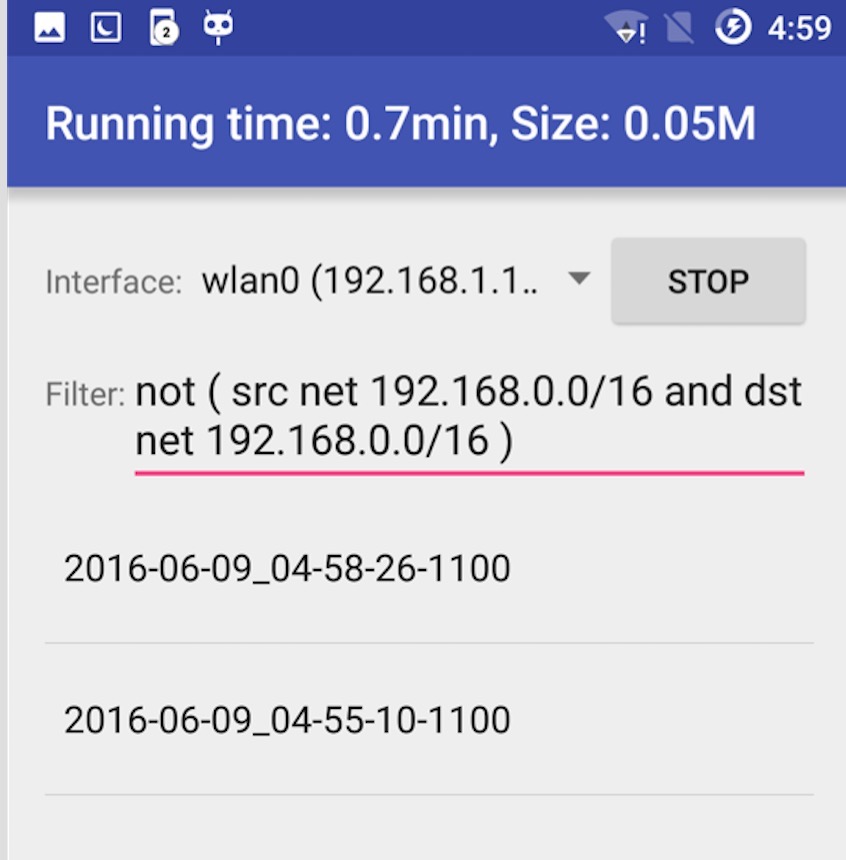 2
4:59
Running time: 0.7min, Size: 0.05M
Interface: wlan0 (192.168.1.1.. STOP
Filter: not ( src net 192.168.0.0/16 and dst
net 192.168.0.0/16 )
2016-06-09_04-58-26-1100
2016-06-09_04-55-10-1100